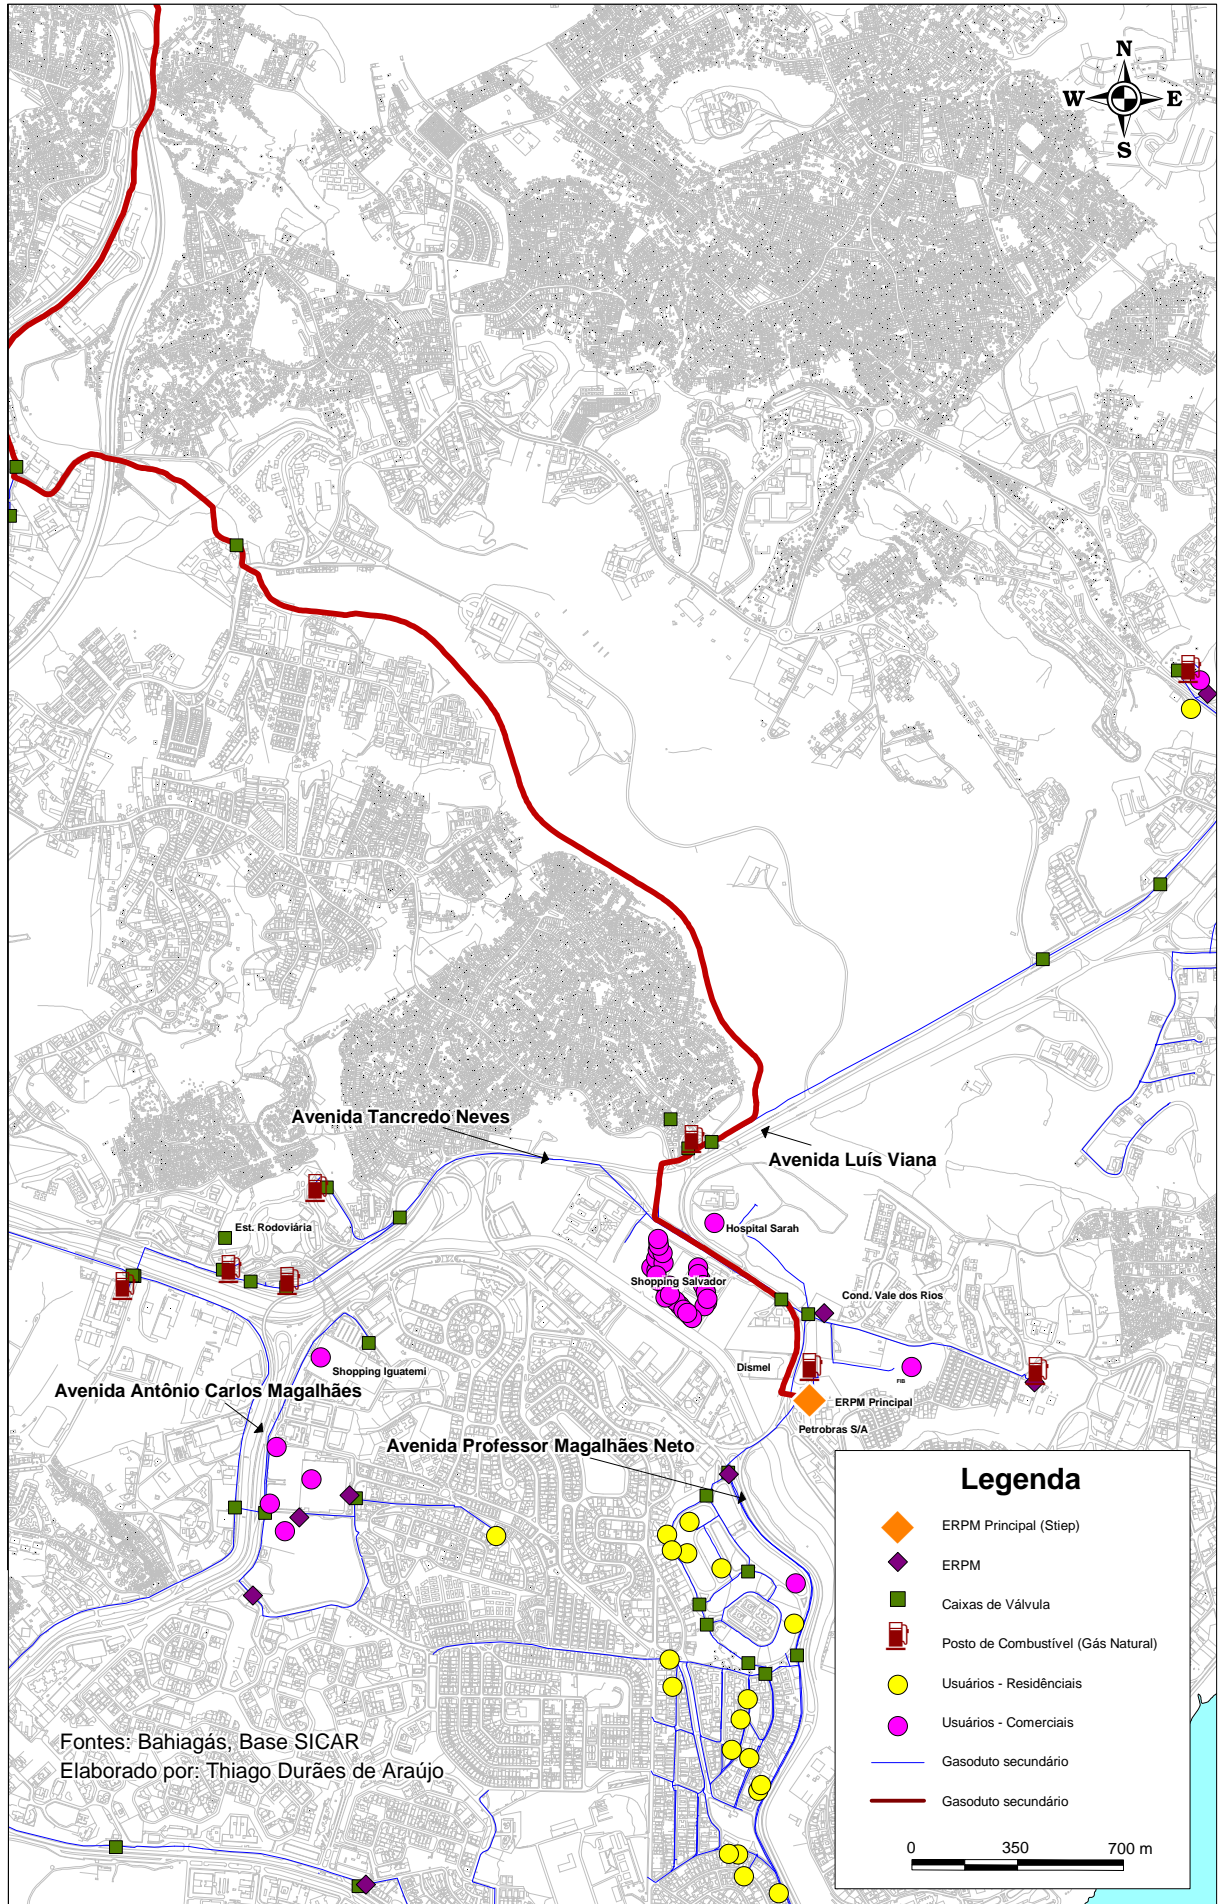 N
W E
S
Avenida Tancredo Neves
Avenida Luís Viana
Est. Rodoviária
Hospital Sarah
Shopping Salvador
Cond. Vale dos Rios
Shopping Iguatemi
Dismel
FIB
Avenida Antônio Carlos Magalhães
ERPM Principal
Petrobras S/A
Avenida Professor Magalhães Neto
Legenda
ERPM Principal (Stiep)
ERPM
Caixas de Válvula
Posto de Combustível (Gás Natural)
Usuários - Residênciais
Usuários - Comerciais
Gasoduto secundário
Gasoduto secundário
0 350 700 m
Fontes: Bahiagás, Base SICAR
Elaborado por: Thiago Durães de Araújo